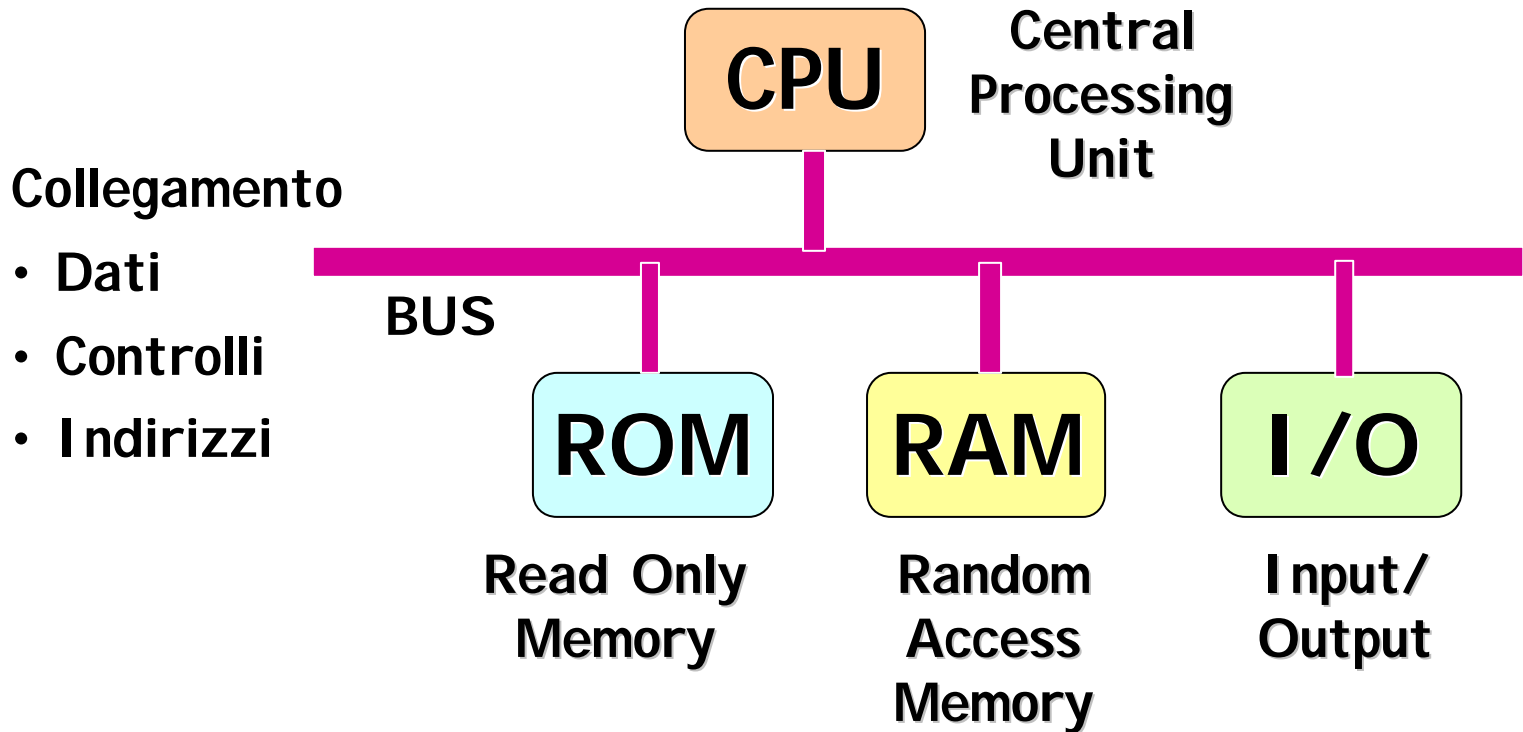 CPU
Central
Processing
Unit
Collegamento
• Dati
• Controlli
• Indirizzi
BUS
ROM
RAM
I/O
Read Only
Memory
Random
Access
Memory
Input/
Output